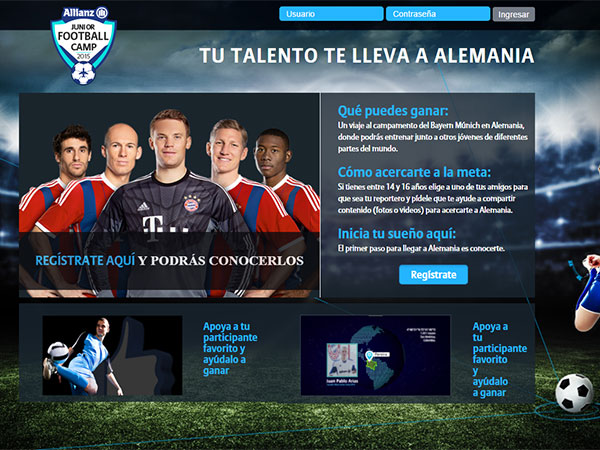 Allianz
JUNIOR
FOOTBALL
CAMP
2015
Usuario
Contraseña
Ingresar
TU TALENTO TE LLEVA A ALEMANIA
Qué puedes ganar:
Un viaje al campamento del Bayern Múnich en Alemania,
donde podrás entrenar junto a otros jóvenes de diferentes
partes del mundo.
Cómo acercarte a la meta:
Si tienes entre 14 y 16 años elige a uno de tus amigos para
que sea tu reportero y pídele que te ayude a compartir
contenido (fotos o videos) para acercarte a Alemania.
Inicia tu sueño aquí:
El primer paso para llegar a Alemania es conocerte.
Regístrate
REGÍSTRATE AQUÍ Y PODRÁS CONOCERLOS
Apoya a tu
participante
favorito y
ayúdalo a
ganar
Juan Pablo Arias
Apoya a
tu
participante
favorito
y
ayúdalo
a ganar